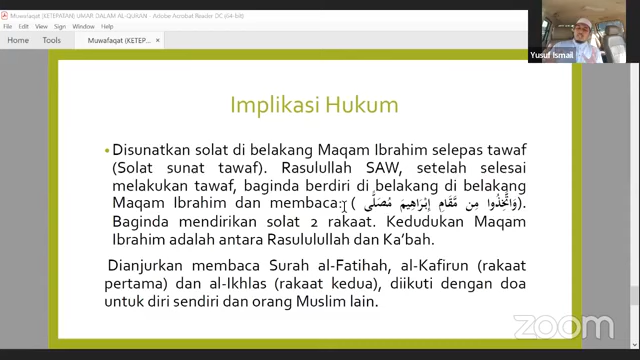 Muwafaqat (KETEPATAN) UMAR DALAM AL-QURAN - Adobe Acrobat Reader DC (64-bit)
File Edit View Sign Window Help
Home Tools Muwafaqat (KETEP... ×
Yusuf Ismail
Implikasi Hukum
• Disunatkan solat di belakang Maqam Ibrahim selepas tawaf
(Solat sunat tawaf). Rasulullah SAW, setelah selesai
melakukan tawaf, baginda berdiri di belakang di belakang
Maqam Ibrahim dan membaca: (وَاتَّخِذُوا مِن مَّقَامِ إِبْرَاهِيمَ مُصَلًّى ).
Baginda mendirikan solat 2 rakaat. Kedudukan Maqam
Ibrahim adalah antara Rasululullah dan Ka’bah.
Dianjurkan membaca Surah al-Fatihah, al-Kafirun (rakaat
pertama) dan al-Ikhlas (rakaat kedua), diikuti dengan doa
untuk diri sendiri dan orang Muslim lain.
zoom